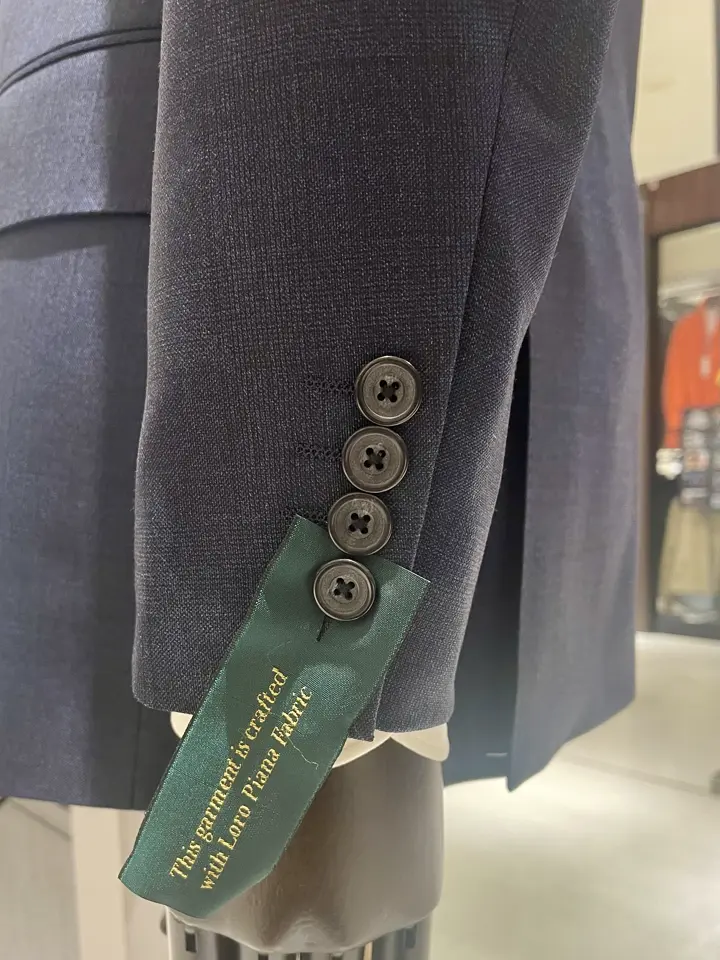 This garment is crafted
with Loro Piana Fabric